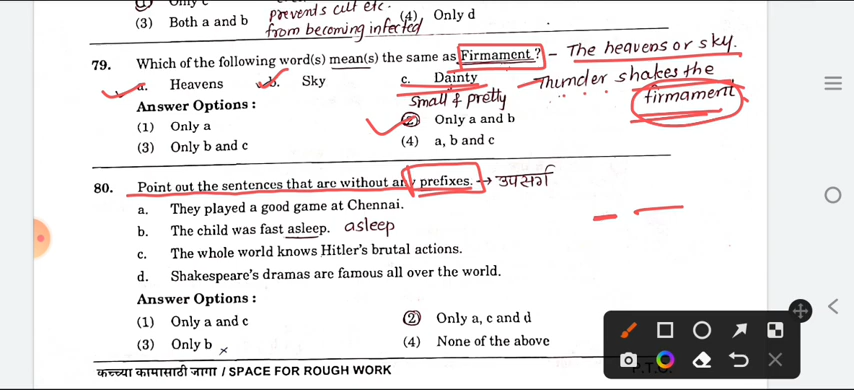 Only c
prevents cut etc.
(3) Both a and b (4) Only d
from becoming infected
79. Which of the following word(s) mean(s) the same as Firmament ? – The heavens or sky.
a. Heavens b. Sky c. Dainty – Thunder shakes the firmament.
Small & pretty
Answer Options :
(1) Only a (2) Only a and b
(3) Only b and c (4) a, b and c
80. Point out the sentences that are without any prefixes. → उपसर्ग
a. They played a good game at Chennai.
b. The child was fast asleep. asleep
c. The whole world knows Hitler's brutal actions.
d. Shakespeare's dramas are famous all over the world.
Answer Options :
(1) Only a and c (2) Only a, c and d
(3) Only b × (4) None of the above
कच्च्या कामासाठी जागा / SPACE FOR ROUGH WORK P.T.O.